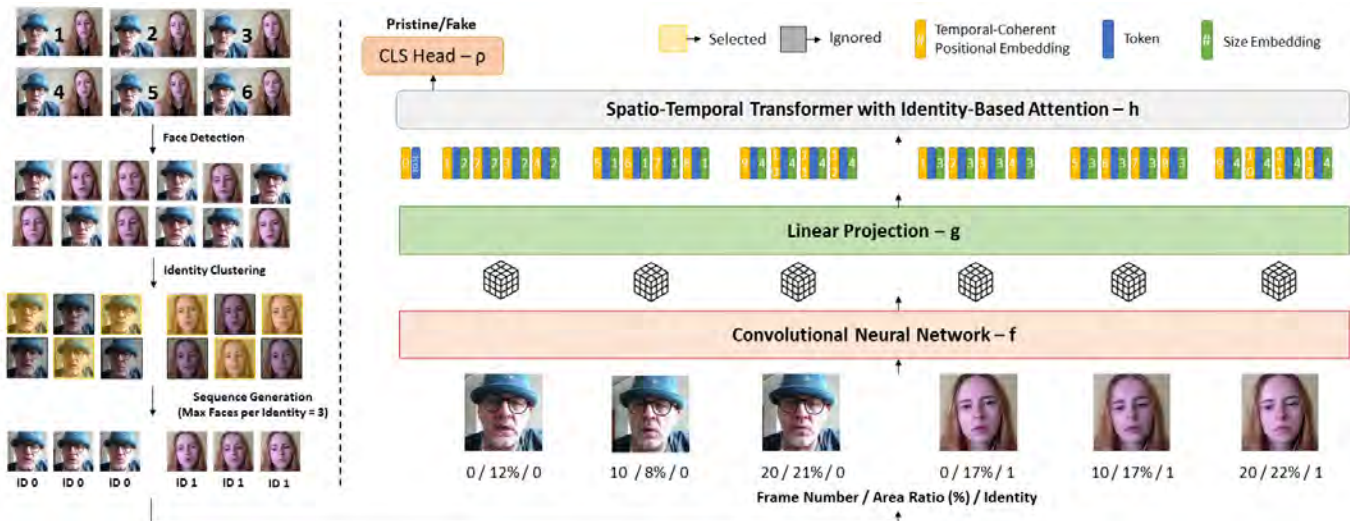 1 2 3
4 5 6
Face Detection
Identity Clustering
Sequence Generation
(Max Faces per Identity = 3)
ID 0 ID 0 ID 0 ID 1 ID 1 ID 1
Pristine/Fake
CLS Head – ρ
Selected
Ignored
# Temporal-Coherent
Positional Embedding
Token
# Size Embedding
Spatio-Temporal Transformer with Identity-Based Attention – h
Linear Projection – g
Convolutional Neural Network – f
0 / 12% / 0 10 / 8% / 0 20 / 21% / 0 0 / 17% / 1 10 / 17% / 1 20 / 22% / 1
Frame Number / Area Ratio (%) / Identity